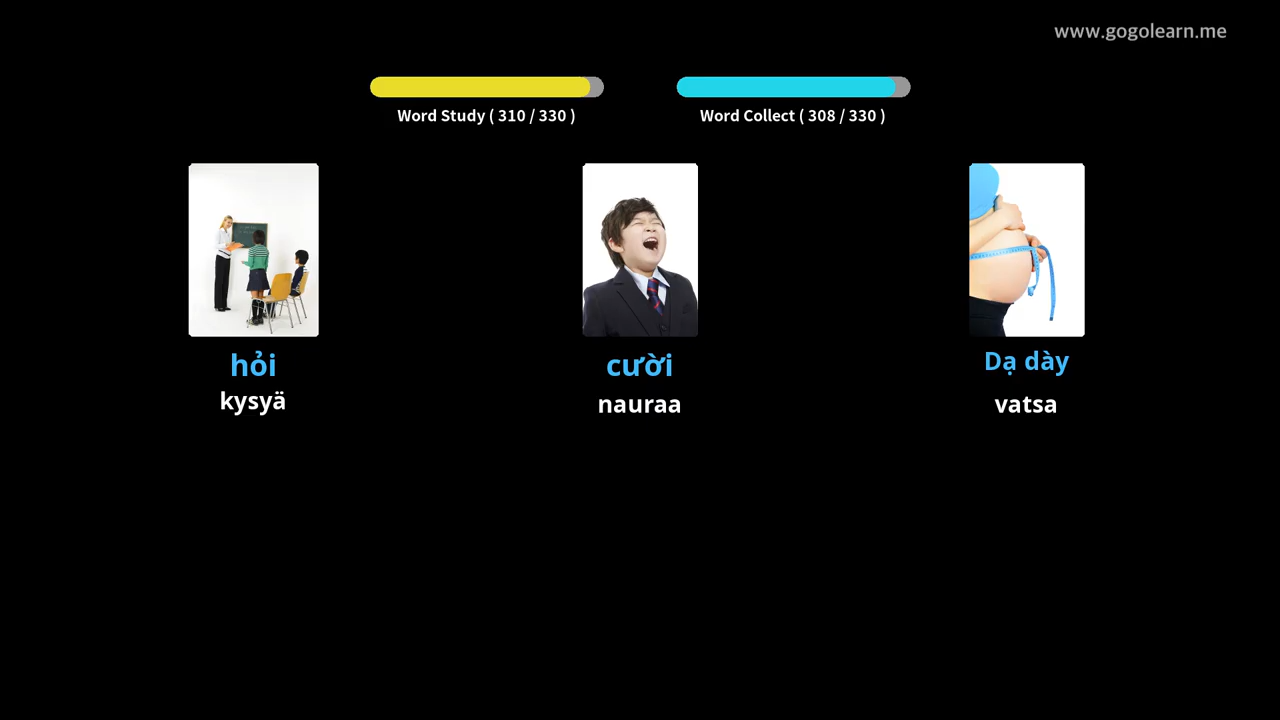 www.gogolearn.me
Word Study ( 310 / 330 )
Word Collect ( 308 / 330 )
hỏi
kysyä
cười
nauraa
Dạ dày
vatsa